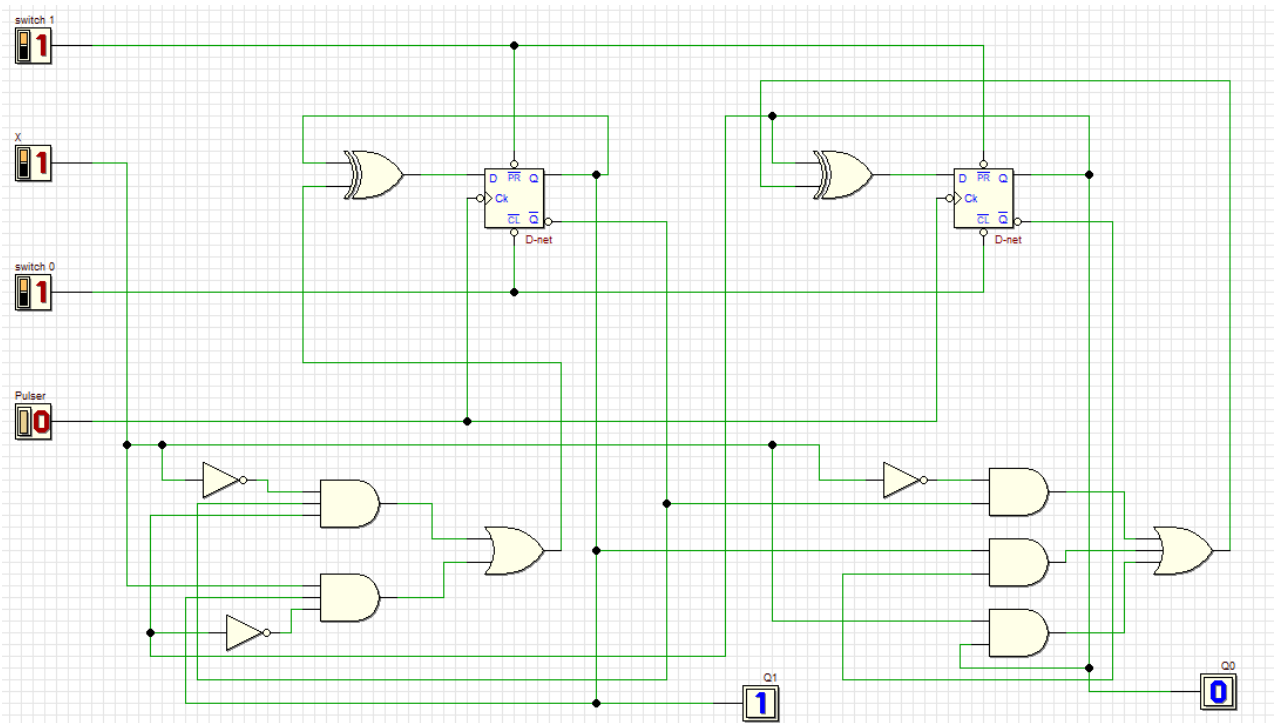 switch 1
1
X
1
D PR Q
Ck
CL Q
D-net
D PR Q
Ck
CL Q
D-net
switch 0
1
Pulser
0
Q1
1
Q0
0